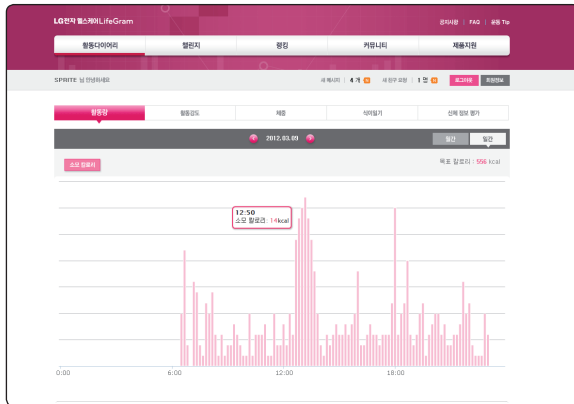 LG전자 헬스케어 LifeGram
공지사항 | FAQ | 운동 Tip
활동다이어리 챌린지 랭킹 커뮤니티 제품지원
SPRITE 님 안녕하세요 새 메시지 | 4 개 새 친구 요청 | 1 명 로그아웃 회원정보
활동량 활동강도 체중 식이일기 신체 정보 평가
2012.03.09 월간 일간
소모 칼로리 목표 칼로리 : 556 kcal
12:50
소모 칼로리 : 14kcal
0:00 6:00 12:00 18:00